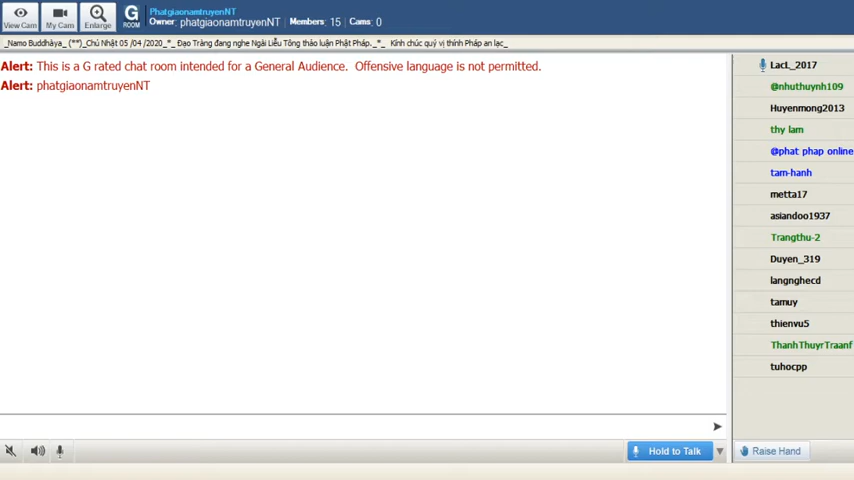 PhatgiaonamtruyenNT
G
Owner: phatgiaonamtruyenNT Members: 15 Cams: 0
View Cam My Cam Enlarge ROOM
_Namo Buddhàya_ (**)_Chủ Nhật 05 /04 /2020_*_ Đạo Tràng đang nghe Ngài Liễu Tông thảo luận Phật Pháp._*_ Kính chúc quý vị thính Pháp an lạc_
Alert: This is a G rated chat room intended for a General Audience. Offensive language is not permitted.
Alert: phatgiaonamtruyenNT
LacL_2017
@nhuthuynh109
Huyenmong2013
thy lam
@phat phap online
tam-hanh
metta17
asiandoo1937
Trangthu-2
Duyen_319
langnghecd
tamuy
thienvu5
ThanhThuyrTraanf
tuhocpp
Hold to Talk
Raise Hand